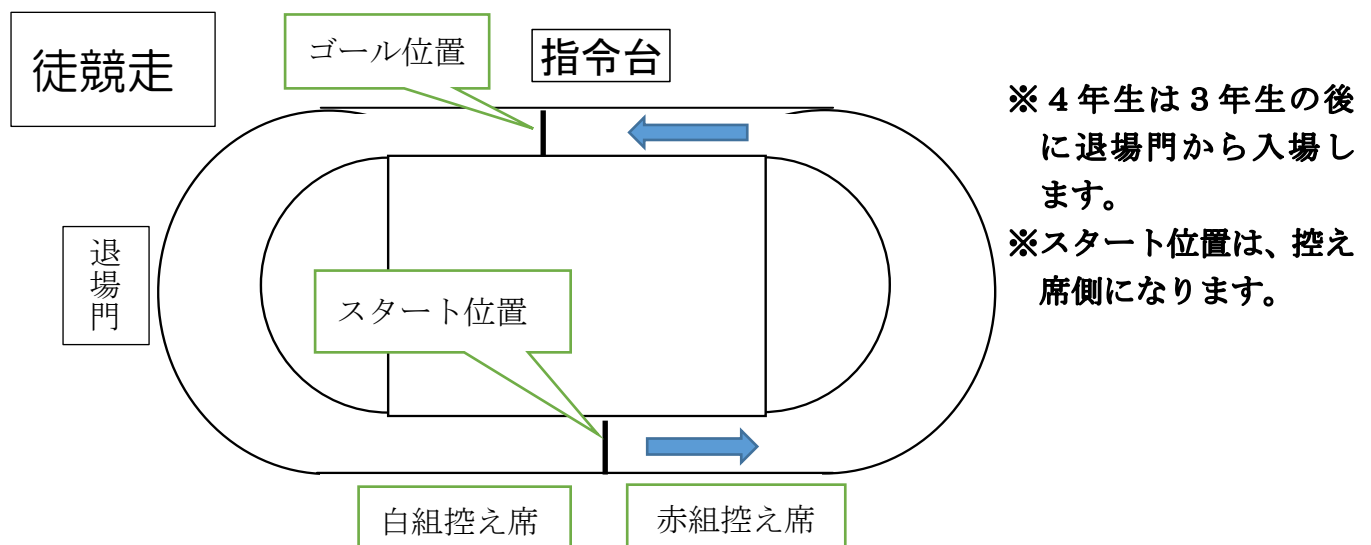 徒競走
ゴール位置
指令台
※４年生は３年生の後
に退場門から入場し
ます。
※スタート位置は、控え
席側になります。
退場門
スタート位置
白組控え席
赤組控え席